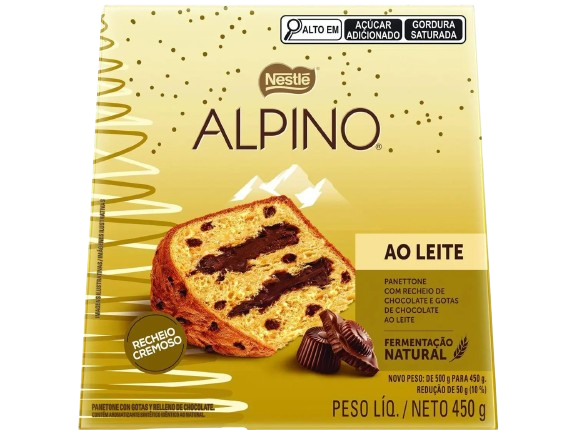 ALTO EM
AÇÚCAR
ADICIONADO
GORDURA
SATURADA
Nestlé
ALPINO®
AO LEITE
PANETTONE
COM RECHEIO DE
CHOCOLATE E GOTAS
DE CHOCOLATE
AO LEITE
FERMENTAÇÃO
NATURAL
RECHEIO
CREMOSO
NOVO PESO: DE 500 g PARA 450 g.
REDUÇÃO DE 50 g (10 %)
PANETONE CON GOTAS Y RELLENO DE CHOCOLATE.
PESO LÍQ. / NETO 450 g